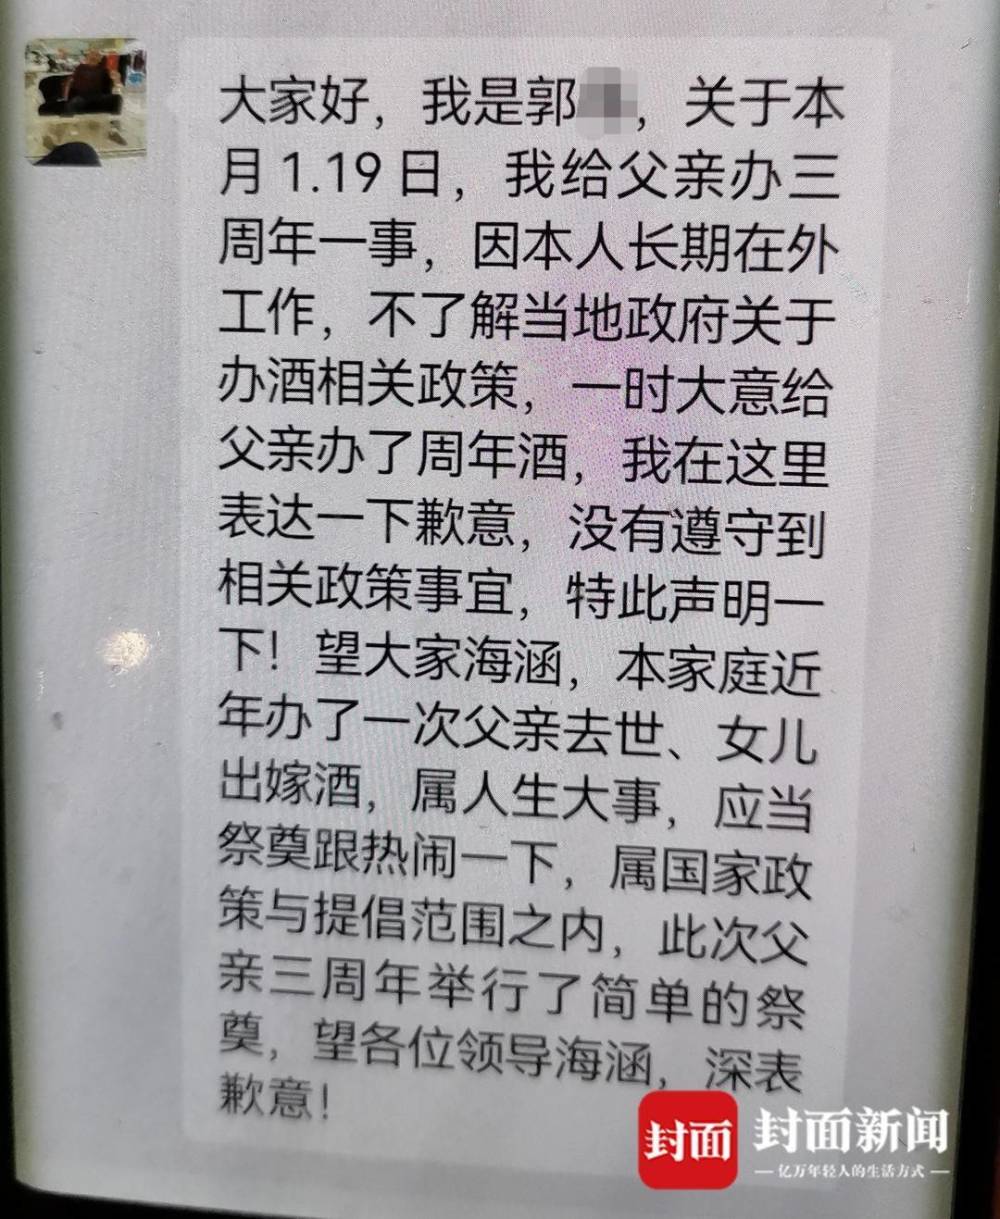 大家好，我是郭，关于本
月1.19日，我给父亲办三
周年一事，因本人长期在外
工作，不了解当地政府关于
办酒相关政策，一时大意给
父亲办了周年酒，我在这里
表达一下歉意，没有遵守到
相关政策事宜，特此声明一
下！望大家海涵，本家庭近
年办了一次父亲去世、女儿
出嫁酒，属人生大事，应当
祭奠跟热闹一下，属国家政
策与提倡范围之内，此次父
亲三周年举行了简单的祭
奠，望各位领导海涵，深表
歉意！
封面
封面新闻
亿万年轻人的生活方式